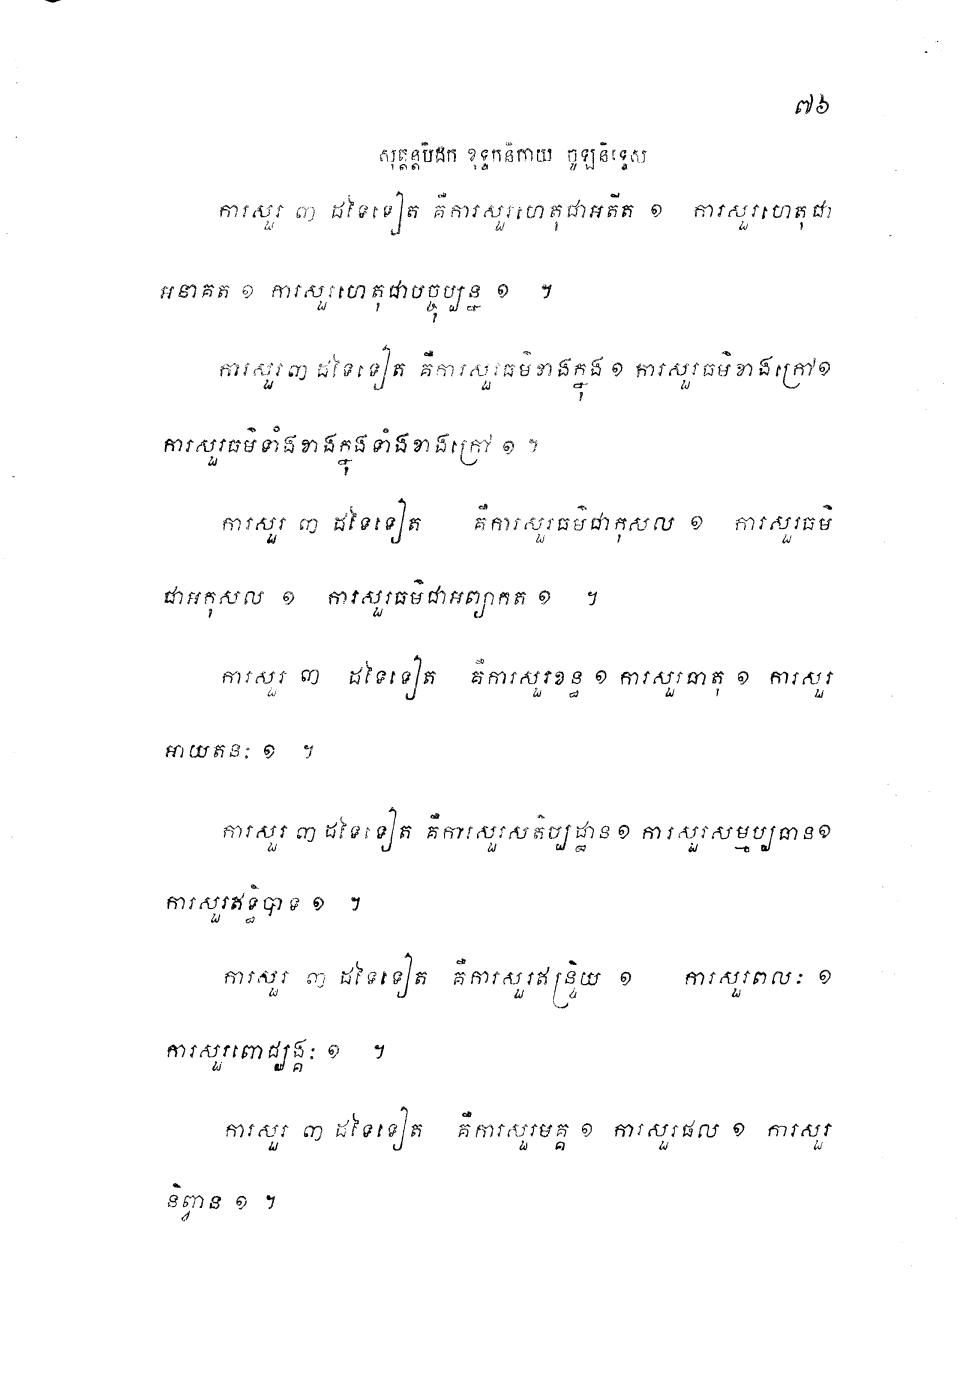 ៧៦
សុត្តន្តបិដក ខុទ្ទកនិកាយ ចូឡនិទ្ទេស
ការសួរ ៣ ដទៃទៀត គឺការសួរហេតុជាអតីត ១ ការសួរហេតុជា
អនាគត ១ ការសួរហេតុជាបច្ចុប្បន្ន ១ ។
ការសួរ៣ ដទៃទៀត គឺការសួរធម៌ខាងក្នុង ១ ការសួរធម៌ខាងក្រៅ១
ការសួរធម៌ទាំងខាងក្នុងទាំងខាងក្រៅ ១ ។
ការសួរ ៣ ដទៃទៀត គឺការសួរធម៌ជាកុសល ១ ការសួរធម៌
ជាអកុសល ១ ការសួរធម៌ជាអព្យាកត ១ ។
ការសួរ ៣ ដទៃទៀត គឺការសួរខន្ធ ១ ការសួរធាតុ ១ ការសួរ
អាយតនៈ ១ ។
ការសួរ ៣ ដទៃទៀត គឺការសួរសតិប្បដ្ឋាន ១ ការសួរសម្មប្បធាន១
ការសួរឥទ្ធិបាទ ១ ។
ការសួរ ៣ ដទៃទៀត គឺការសួរឥន្ទ្រិយ ១ ការសួរពលៈ ១
ការសួរពោជ្ឈង្គៈ ១ ។
ការសួរ ៣ ដទៃទៀត គឺការសួរមគ្គ ១ ការសួរផល ១ ការសួរ
និព្វាន ១ ។